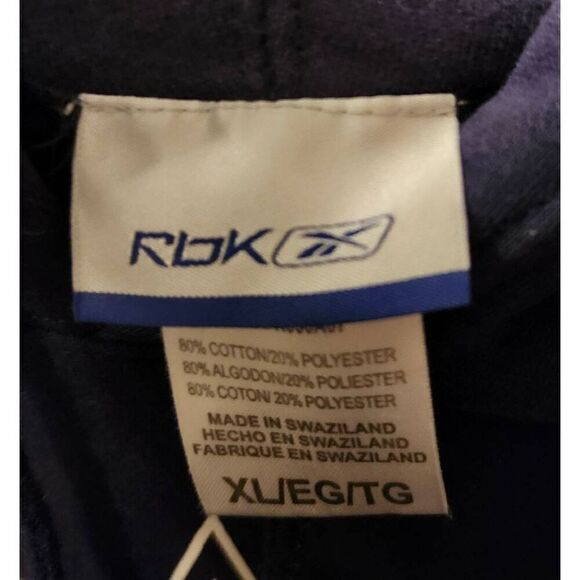 RbK
80% COTTON/20% POLYESTER
80% ALGODON/20% POLIESTER
80% COTON/ 20% POLYESTER
MADE IN SWAZILAND
HECHO EN SWAZILAND
FABRIQUE EN SWAZILAND
XL/EG/TG